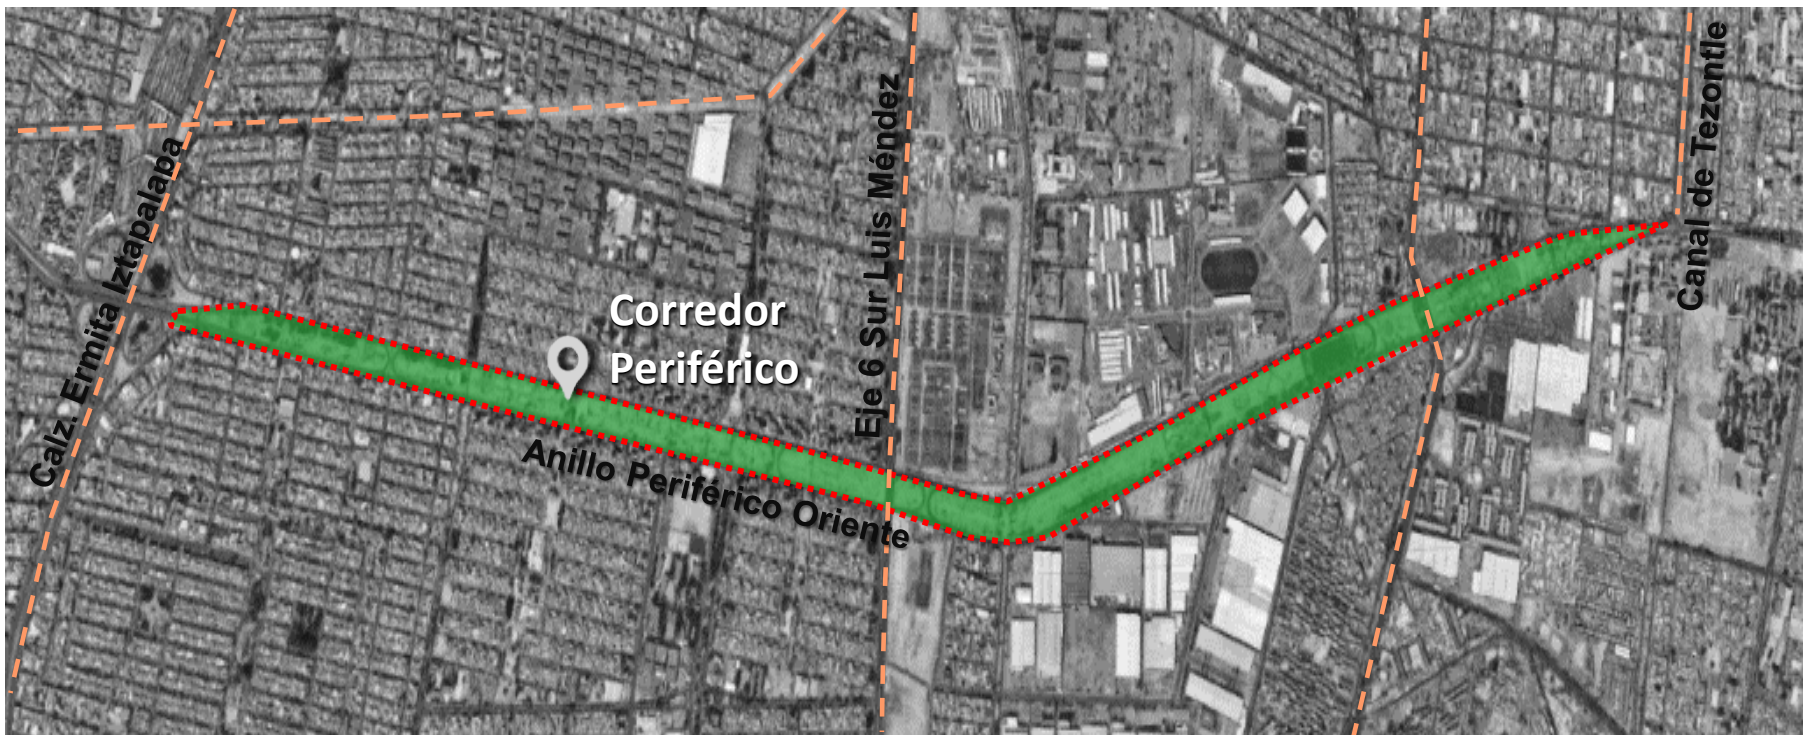 Calz. Ermita Iztapalapa
Corredor
Periférico
Anillo Periférico Oriente
Eje 6 Sur Luis Méndez
Canal de Tezontle